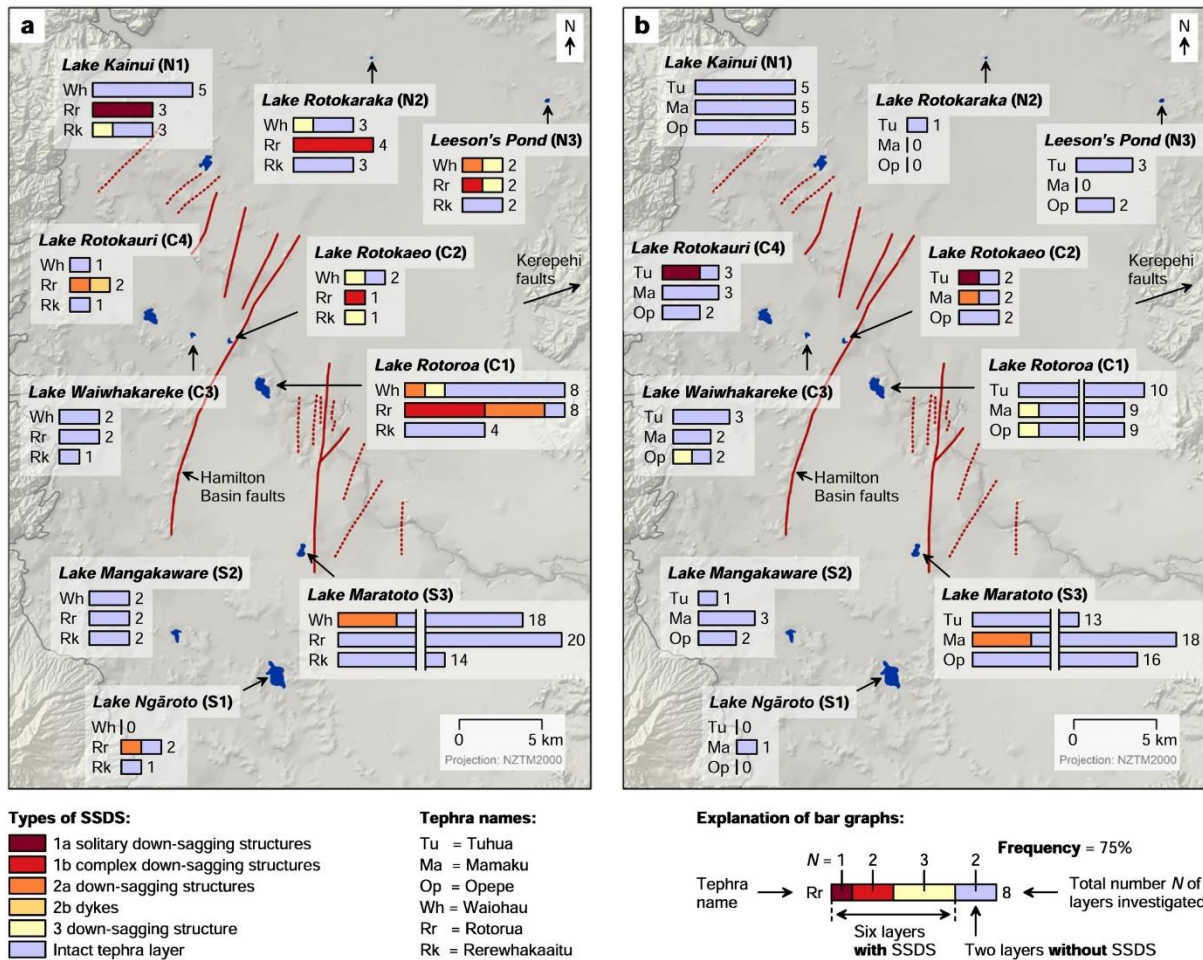 a
N
Lake Kainui (N1)
Wh 5
Rr 3
Rk 3
Lake Rotokaraka (N2)
Wh 3
Rr 4
Rk 3
Leeson's Pond (N3)
Wh 2
Rr 2
Rk 2
Lake Rotokauri (C4)
Wh 1
Rr 2
Rk 1
Lake Rotokaeo (C2)
Wh 2
Rr 1
Rk 1
Kerepehi
faults
Lake Rotoroa (C1)
Wh 8
Rr 8
Rk 4
Lake Waiwhakareke (C3)
Wh 2
Rr 2
Rk 1
Hamilton
Basin faults
Lake Mangakaware (S2)
Wh 2
Rr 2
Rk 2
Lake Maratoto (S3)
Wh 18
Rr 20
Rk 14
Lake Ngāroto (S1)
Wh 0
Rr 2
Rk 1
0 5 km
Projection: NZTM2000
b
N
Lake Kainui (N1)
Tu 5
Ma 5
Op 5
Lake Rotokaraka (N2)
Tu 1
Ma 0
Op 0
Leeson's Pond (N3)
Tu 3
Ma 0
Op 2
Lake Rotokauri (C4)
Tu 3
Ma 3
Op 2
Lake Rotokaeo (C2)
Tu 2
Ma 2
Op 2
Kerepehi
faults
Lake Rotoroa (C1)
Tu 10
Ma 9
Op 9
Lake Waiwhakareke (C3)
Tu 3
Ma 2
Op 2
Hamilton
Basin faults
Lake Mangakaware (S2)
Tu 1
Ma 3
Op 2
Lake Maratoto (S3)
Tu 13
Ma 18
Op 16
Lake Ngāroto (S1)
Tu 0
Ma 1
Op 0
0 5 km
Projection: NZTM2000
Types of SSDS:
1a solitary down-sagging structures
1b complex down-sagging structures
2a down-sagging structures
2b dykes
3 down-sagging structure
Intact tephra layer
Tephra names:
Tu = Tuhua
Ma = Mamaku
Op = Opepe
Wh = Waiohau
Rr = Rotorua
Rk = Rerewhakaaitu
Explanation of bar graphs:
Frequency = 75%
N = 1 2 3 2
Tephra
name
Rr 8
Total number N of
layers investigated
Six layers
with SSDS
Two layers without SSDS